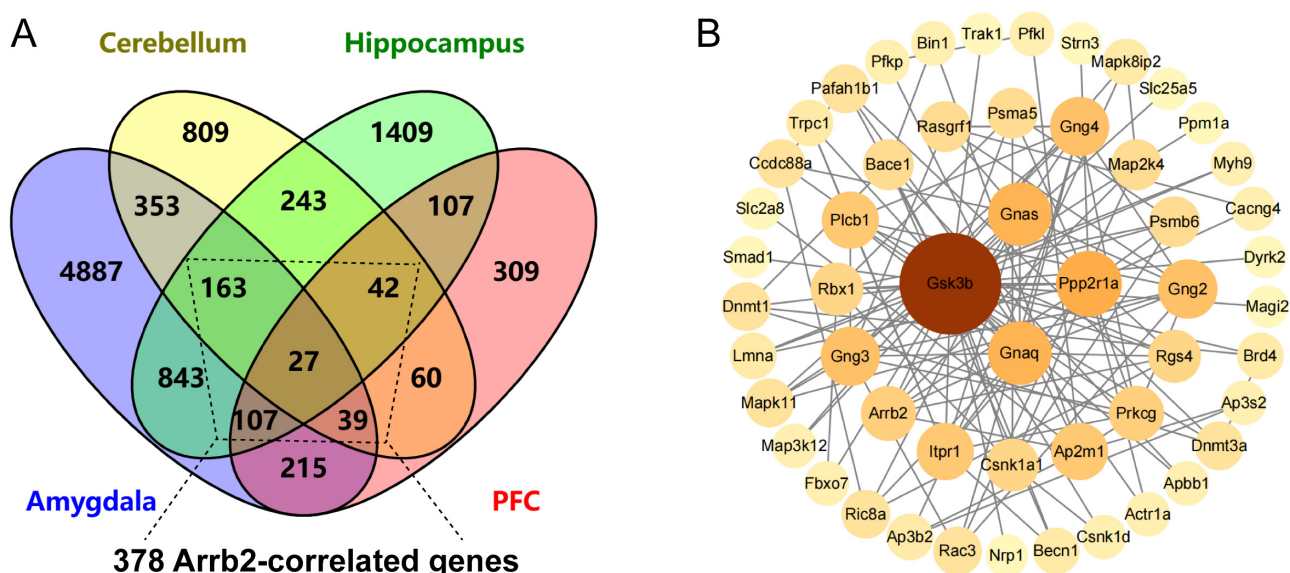 A
Cerebellum
Hippocampus
809
1409
353
243
107
4887
163
42
309
27
843
60
107
39
215
Amygdala
PFC
378 Arrb2-correlated genes
B
Trak1
Pfkl
Bin1
Strn3
Pfkp
Mapk8ip2
Pafah1b1
Slc25a5
Trpc1
Rasgrf1
Psma5
Gng4
Ppm1a
Ccdc88a
Bace1
Map2k4
Myh9
Slc2a8
Plcb1
Gnas
Psmb6
Cacng4
Smad1
Dyrk2
Rbx1
Gsk3b
Ppp2r1a
Gng2
Dnmt1
Magi2
Lmna
Gng3
Gnaq
Rgs4
Brd4
Mapk11
Arrb2
Prkcg
Ap3s2
Map3k12
Itpr1
Csnk1a1
Ap2m1
Dnmt3a
Fbxo7
Apbb1
Ric8a
Actr1a
Ap3b2
Rac3
Nrp1
Becn1
Csnk1d